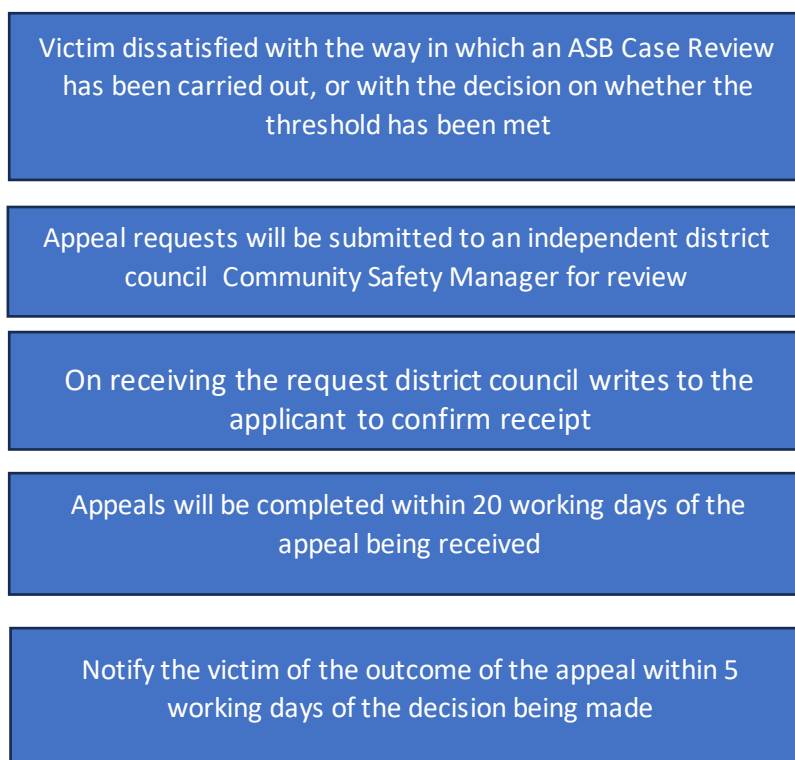 Victim dissatisfied with the way in which an ASB Case Review
has been carried out, or with the decision on whether the
threshold has been met
Appeal requests will be submitted to an independent district
council  Community Safety Manager for review
On receiving the request district council writes to the
applicant to confirm receipt
Appeals will be completed within 20 working days of the
appeal being received
Notify the victim of the outcome of the appeal within 5
working days of the decision being made